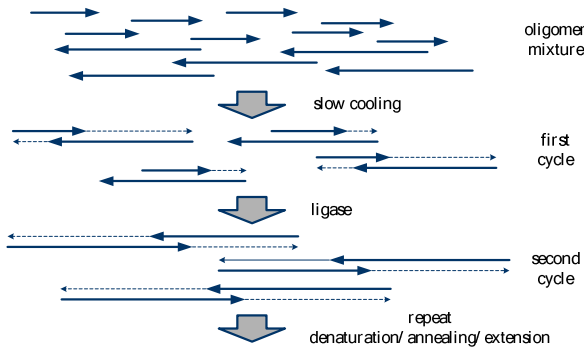 oligomer
mixture
slow cooling
first
cycle
ligase
second
cycle
repeat
denaturation/ annealing/ extension